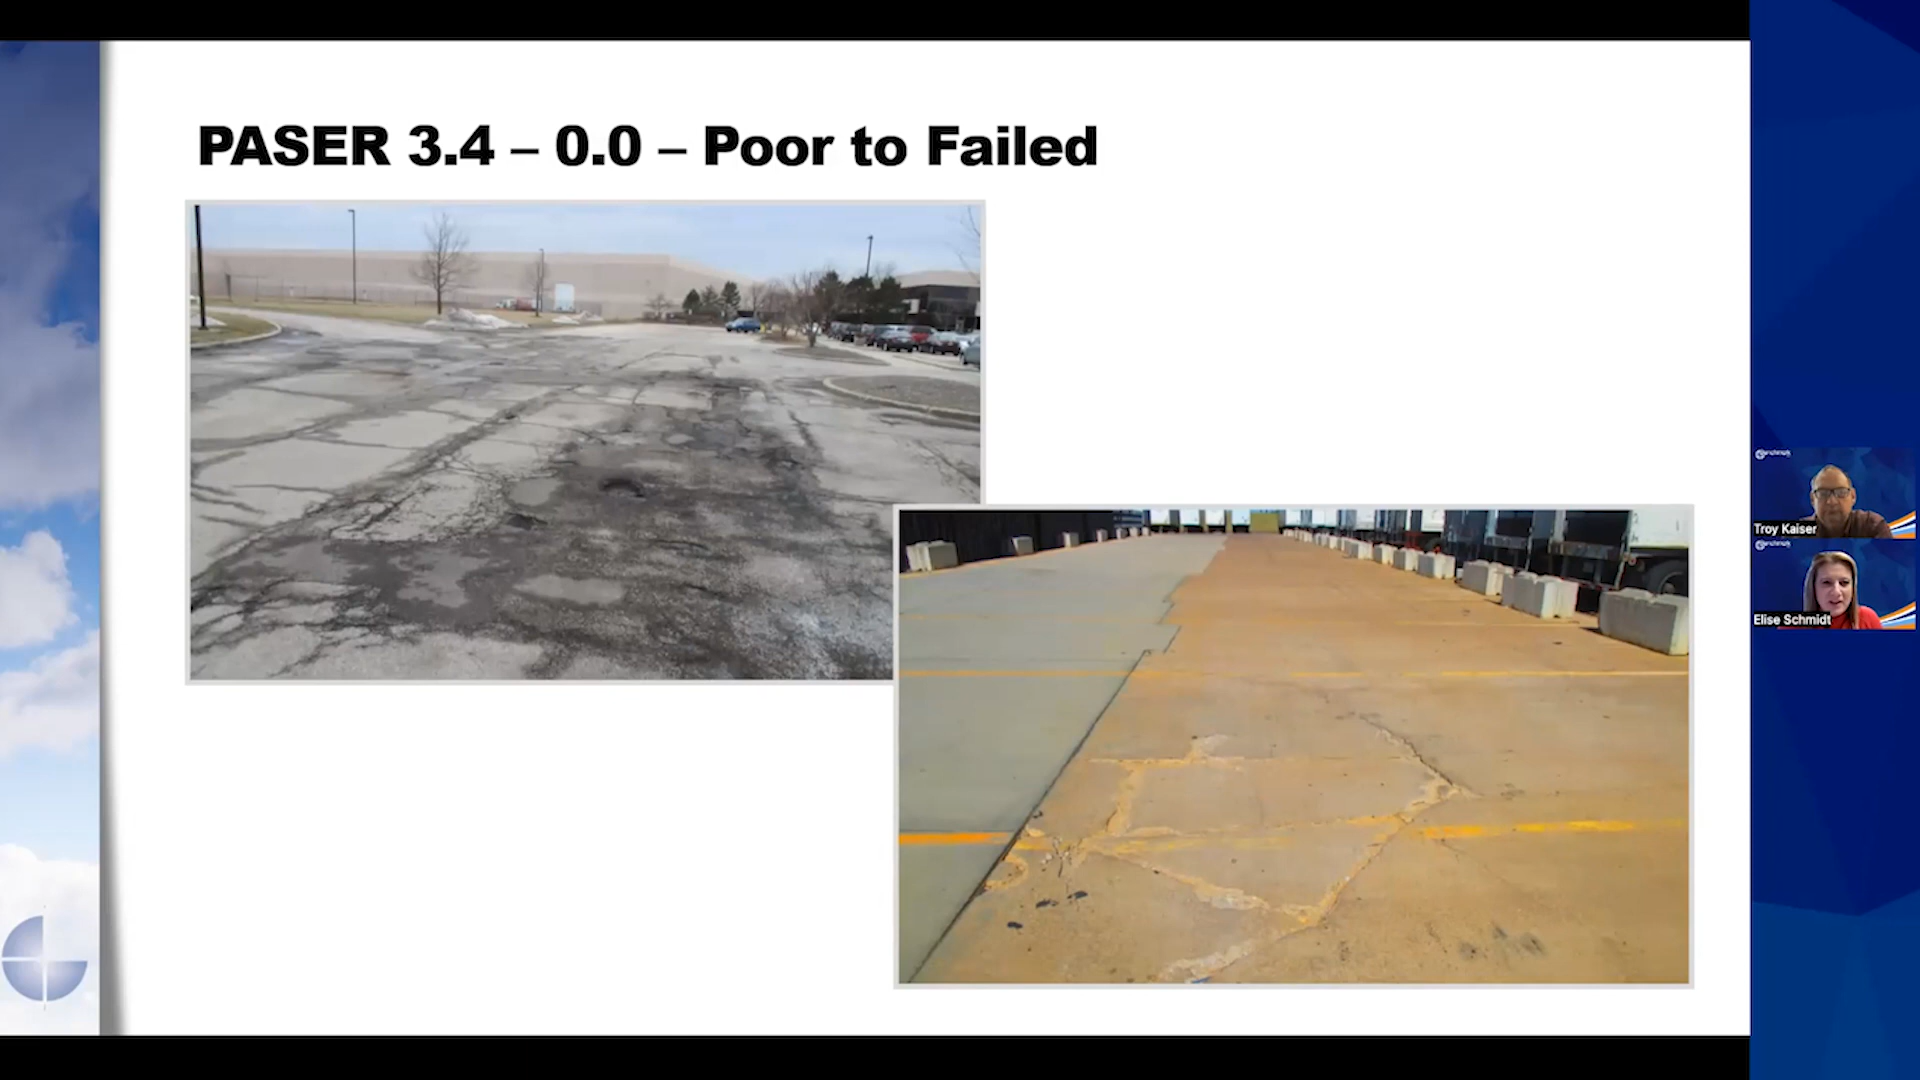 PASER 3.4 – 0.0 – Poor to Failed
Troy Kaiser
Elise Schmidt